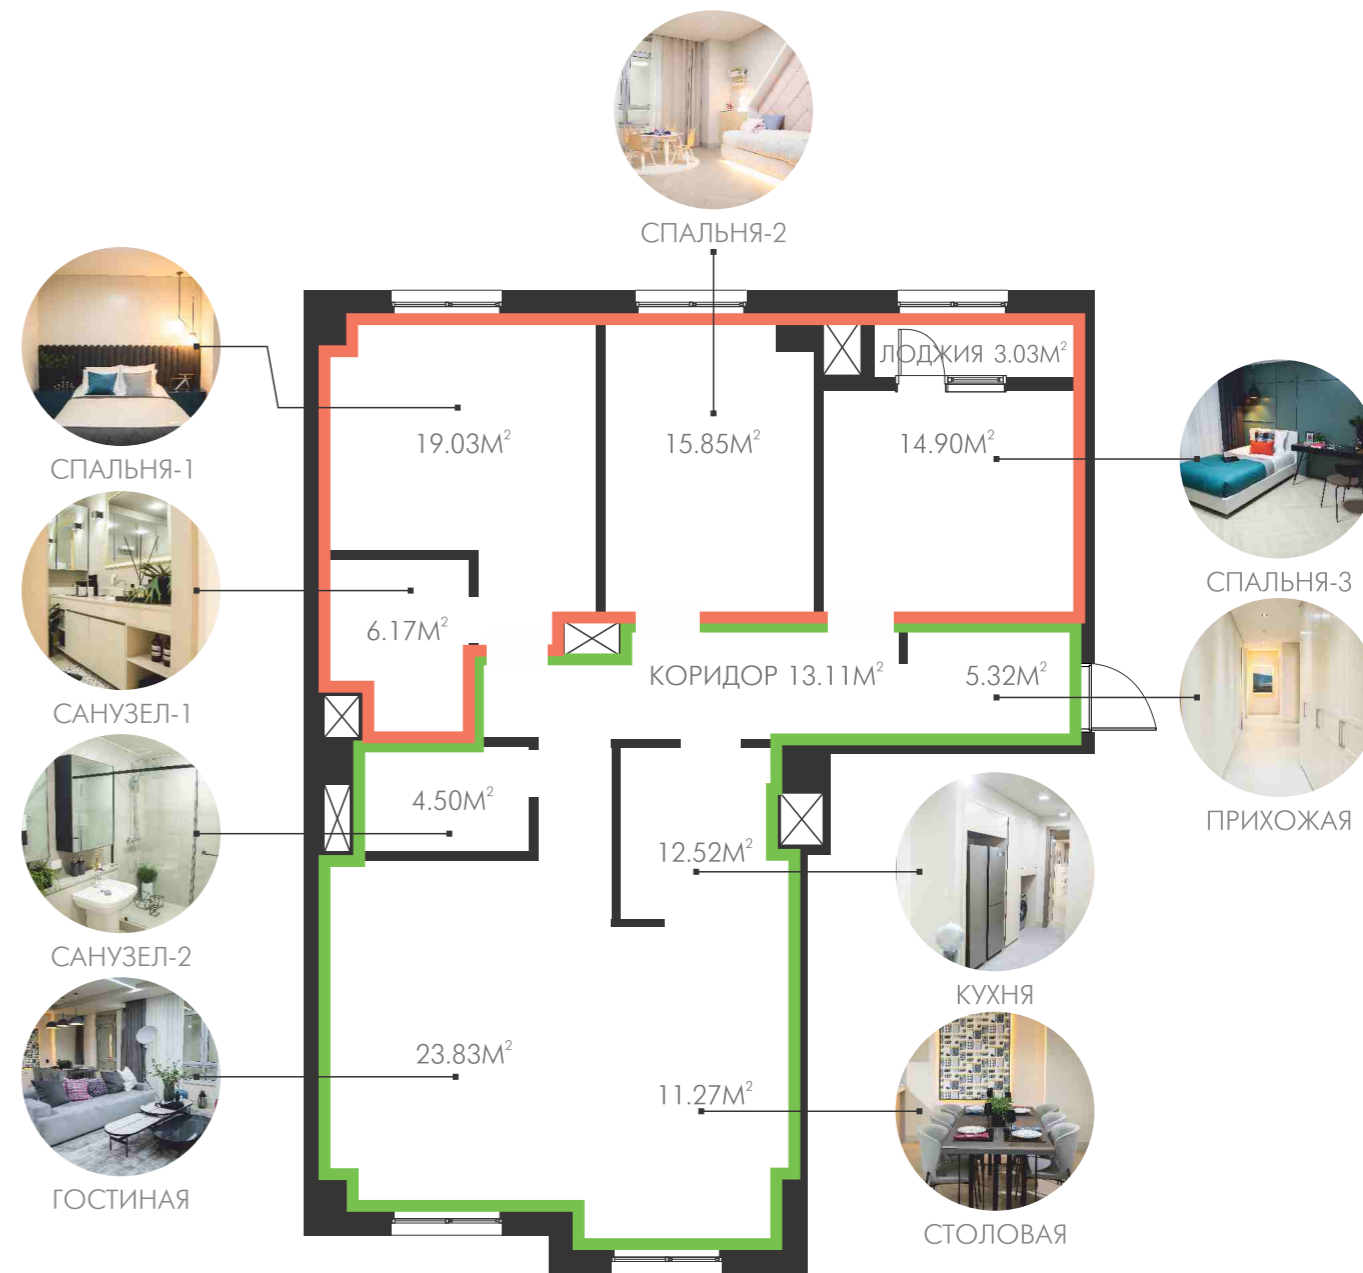 СПАЛЬНЯ-2
СПАЛЬНЯ-1
ЛОДЖИЯ 3.03М²
19.03М²
15.85М²
14.90М²
СПАЛЬНЯ-3
САНУЗЕЛ-1
6.17М²
КОРИДОР 13.11М²
5.32М²
ПРИХОЖАЯ
САНУЗЕЛ-2
4.50М²
12.52М²
КУХНЯ
ГОСТИНАЯ
23.83М²
11.27М²
СТОЛОВАЯ